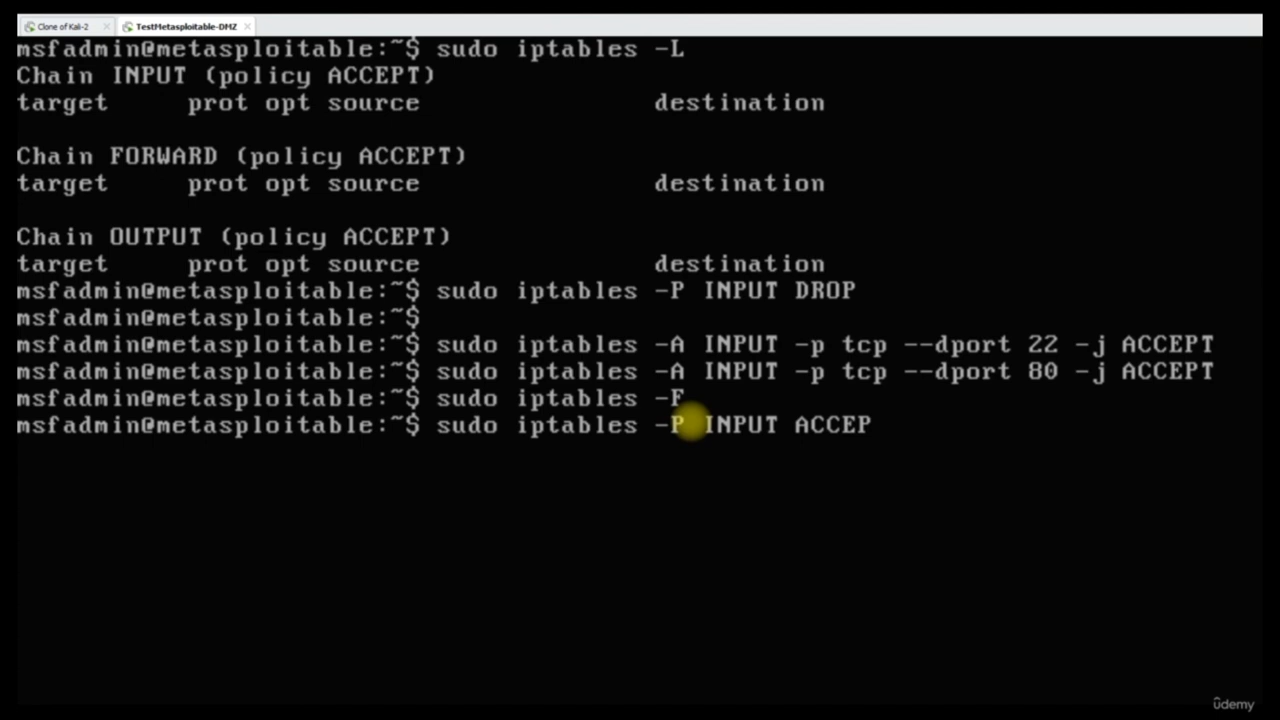 Clone of Kali-2 × TestMetasploitable-DMZ ×
msfadmin@metasploitable:~$ sudo iptables -L
Chain INPUT (policy ACCEPT)
target prot opt source destination
Chain FORWARD (policy ACCEPT)
target prot opt source destination
Chain OUTPUT (policy ACCEPT)
target prot opt source destination
msfadmin@metasploitable:~$ sudo iptables -P INPUT DROP
msfadmin@metasploitable:~$
msfadmin@metasploitable:~$ sudo iptables -A INPUT -p tcp --dport 22 -j ACCEPT
msfadmin@metasploitable:~$ sudo iptables -A INPUT -p tcp --dport 80 -j ACCEPT
msfadmin@metasploitable:~$ sudo iptables -F
msfadmin@metasploitable:~$ sudo iptables -P INPUT ACCEP
ûdemy